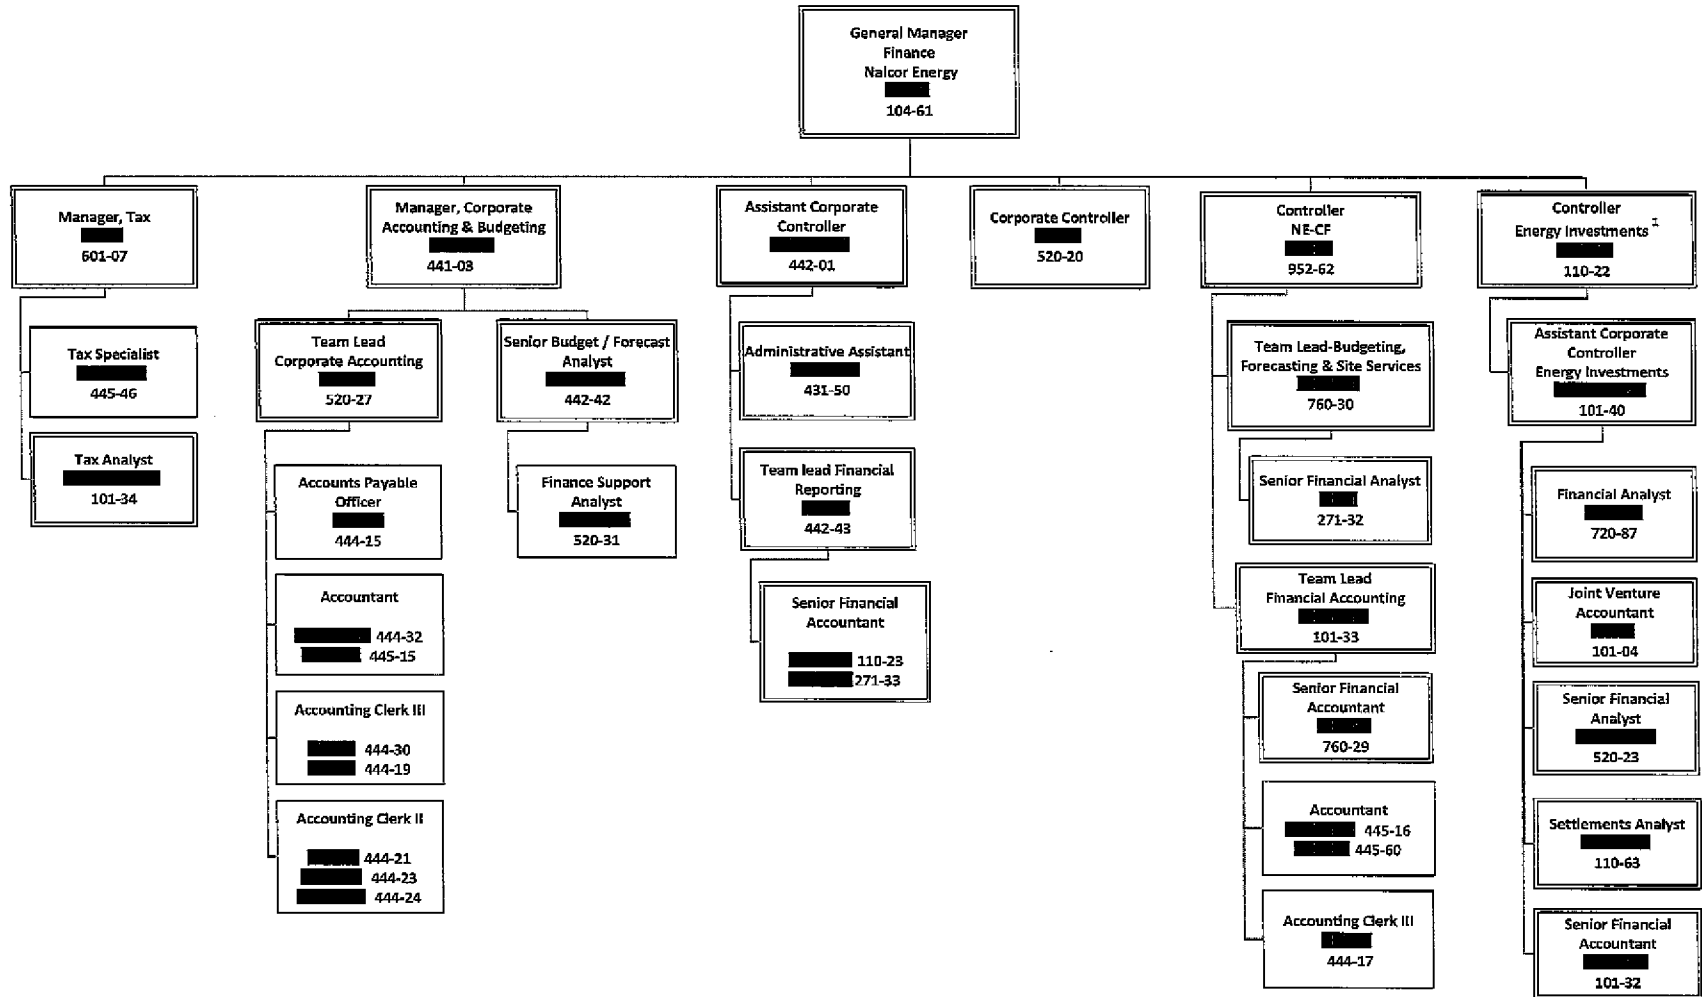 General Manager
Finance
Nalcor Energy
104-61
Manager, Tax
601-07
Tax Specialist
445-46
Tax Analyst
101-34
Manager, Corporate
Accounting & Budgeting
441-03
Team Lead
Corporate Accounting
520-27
Accounts Payable
Officer
444-15
Accountant
444-32
445-15
Accounting Clerk III
444-30
444-19
Accounting Clerk II
444-21
444-23
444-24
Senior Budget / Forecast
Analyst
442-42
Finance Support
Analyst
520-31
Assistant Corporate
Controller
442-01
Administrative Assistant
431-50
Team lead Financial
Reporting
442-43
Senior Financial
Accountant
110-23
271-33
Corporate Controller
520-20
Controller
NE-CF
952-62
Team Lead-Budgeting,
Forecasting & Site Services
760-30
Senior Financial Analyst
271-32
Team Lead
Financial Accounting
101-33
Senior Financial
Accountant
760-29
Accountant
445-16
445-60
Accounting Clerk III
444-17
Controller
Energy Investments 1
110-22
Assistant Corporate
Controller
Energy Investments
101-40
Financial Analyst
720-87
Joint Venture
Accountant
101-04
Senior Financial
Analyst
520-23
Settlements Analyst
110-63
Senior Financial
Accountant
101-32